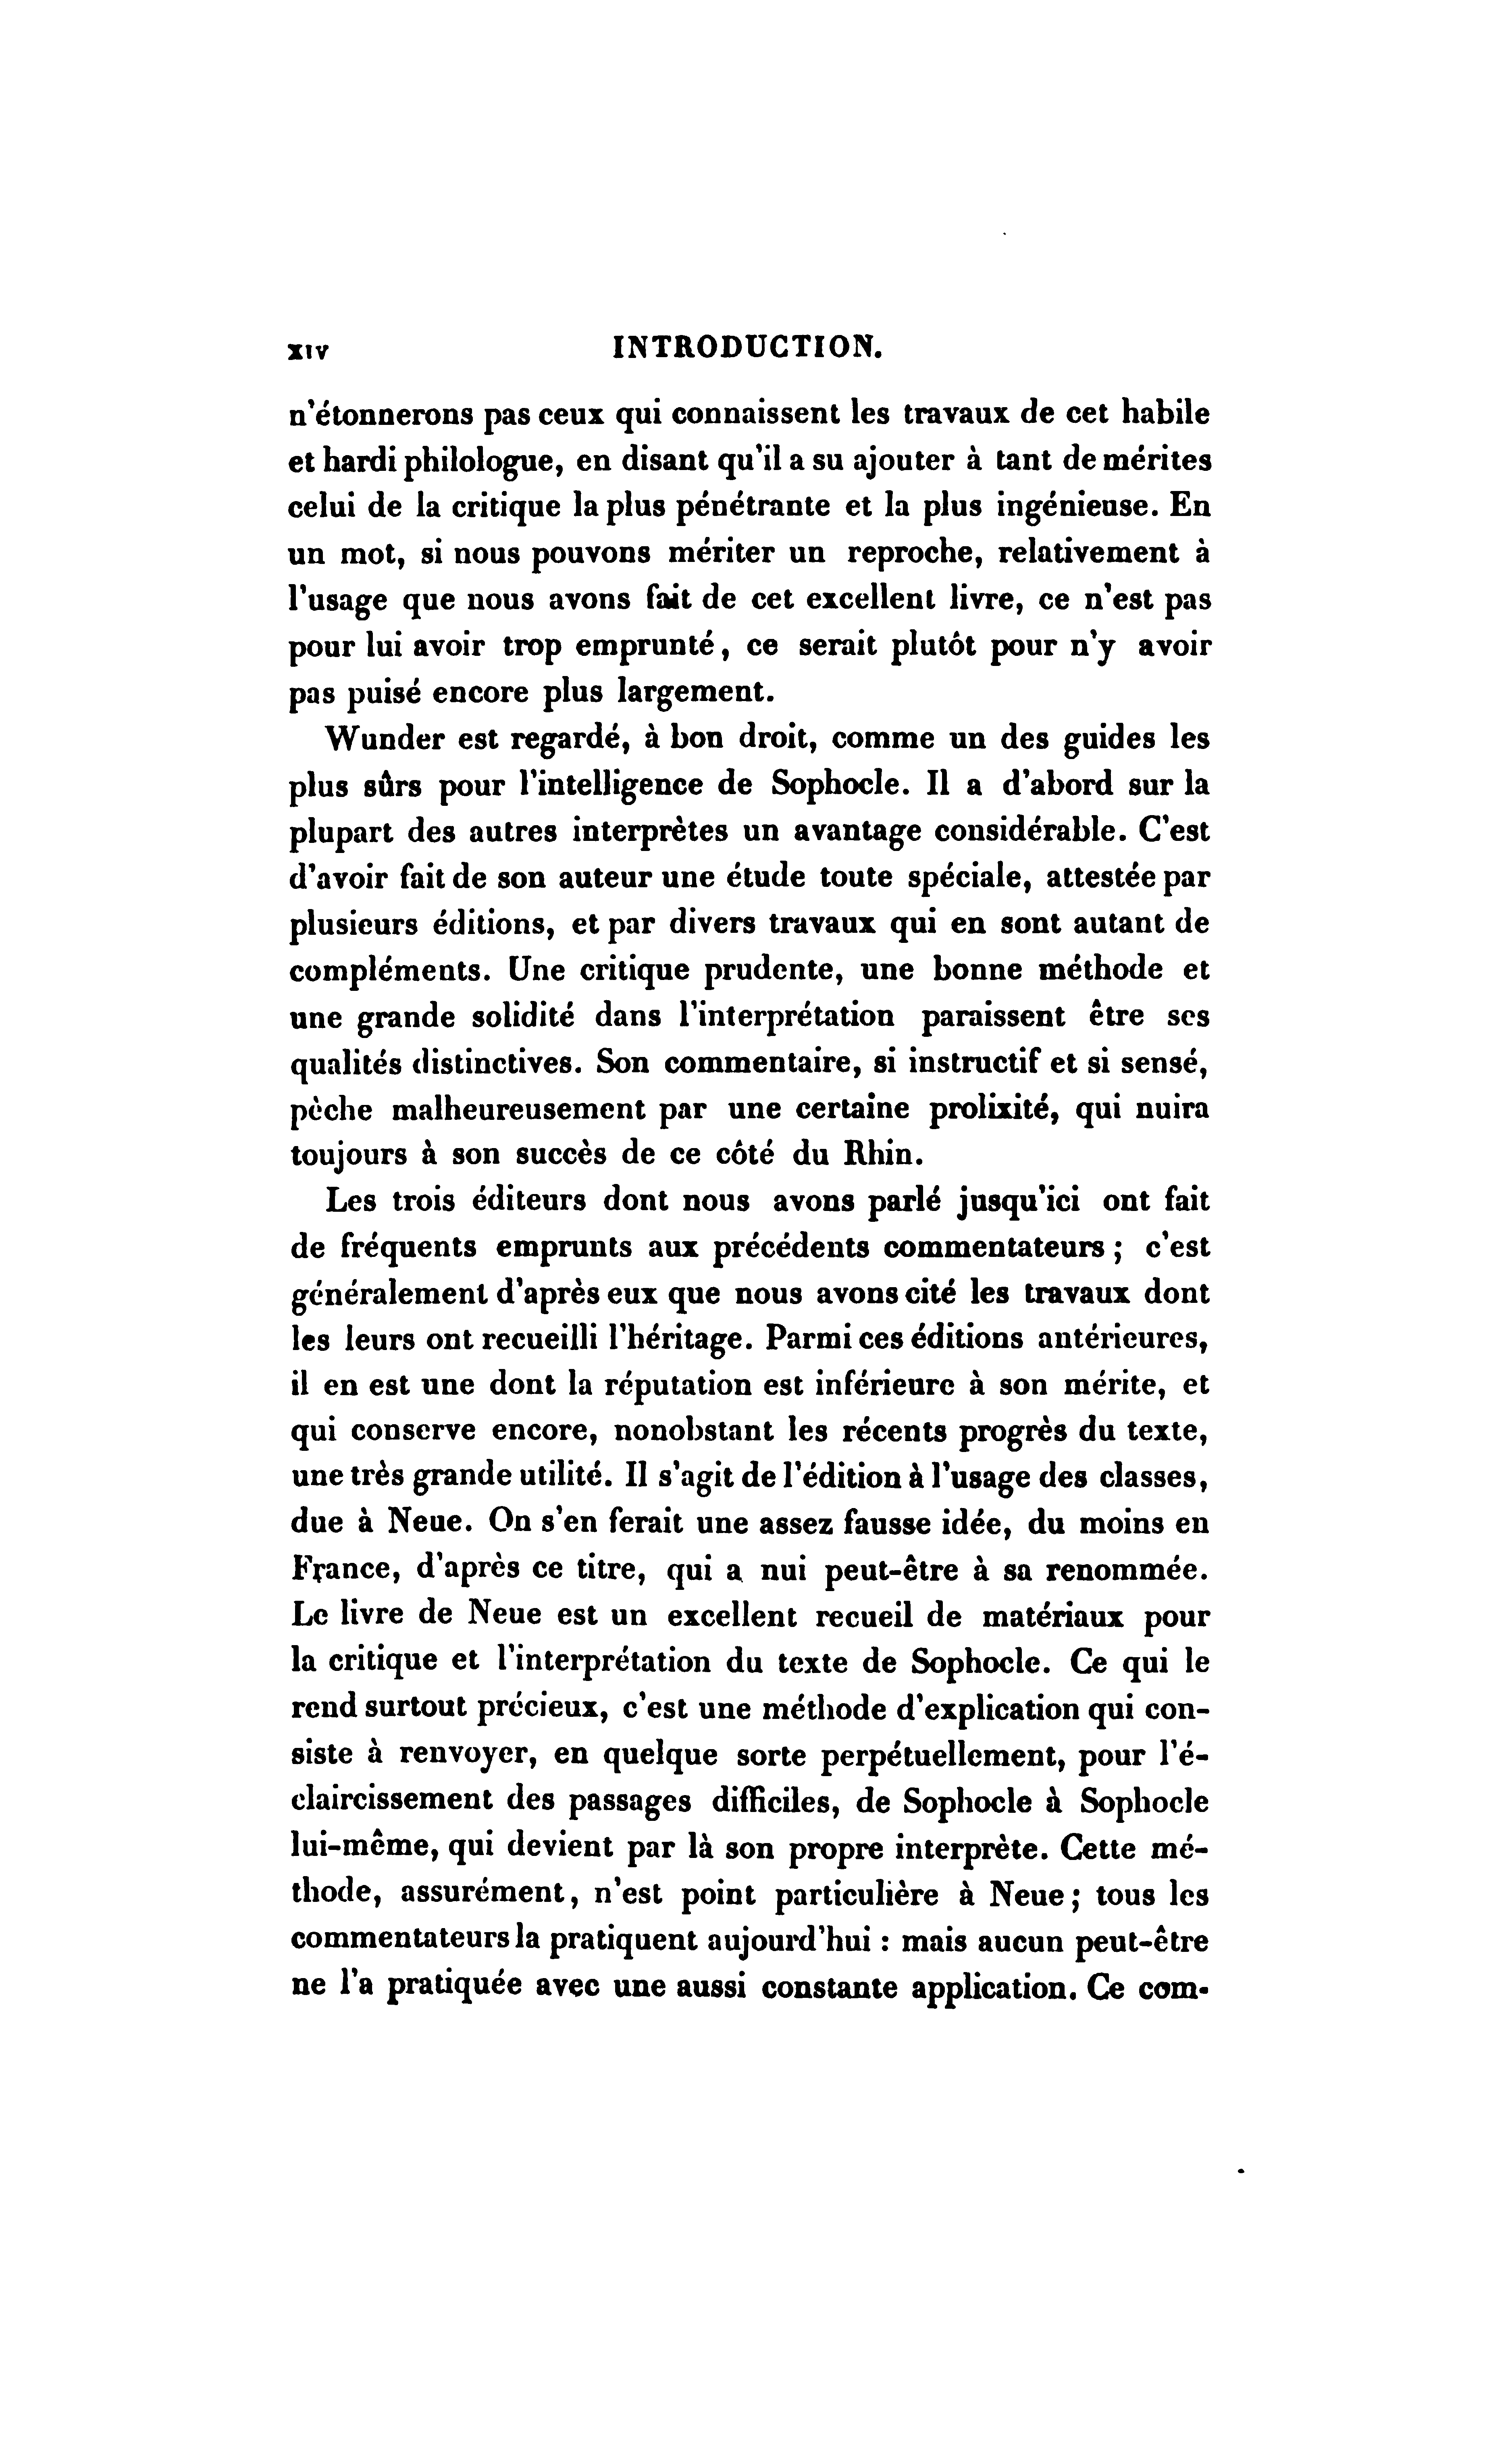 xiv INTRODUCTION.
n'étonnerons pas ceux qui connaissent les travaux de cet habile
et hardi philologue, en disant qu'il a su ajouter à tant de mérites
celui de la critique la plus pénétrante et la plus ingénieuse. En
un mot, si nous pouvons mériter un reproche, relativement à
l'usage que nous avons fait de cet excellent livre, ce n'est pas
pour lui avoir trop emprunté, ce serait plutôt pour n'y avoir
pas puisé encore plus largement.
Wunder est regardé, à bon droit, comme un des guides les
plus sûrs pour l'intelligence de Sophocle. Il a d'abord sur la
plupart des autres interprètes un avantage considérable. C'est
d'avoir fait de son auteur une étude toute spéciale, attestée par
plusieurs éditions, et par divers travaux qui en sont autant de
compléments. Une critique prudente, une bonne méthode et
une grande solidité dans l'interprétation paraissent être ses
qualités distinctives. Son commentaire, si instructif et si sensé,
pèche malheureusement par une certaine prolixité, qui nuira
toujours à son succès de ce côté du Rhin.
Les trois éditeurs dont nous avons parlé jusqu'ici ont fait
de fréquents emprunts aux précédents commentateurs ; c'est
généralement d'après eux que nous avons cité les travaux dont
les leurs ont recueilli l'héritage. Parmi ces éditions antérieures,
il en est une dont la réputation est inférieure à son mérite, et
qui conserve encore, nonobstant les récents progrès du texte,
une très grande utilité. Il s'agit de l'édition à l'usage des classes,
due à Neue. On s'en ferait une assez fausse idée, du moins en
France, d'après ce titre, qui a nui peut-être à sa renommée.
Le livre de Neue est un excellent recueil de matériaux pour
la critique et l'interprétation du texte de Sophocle. Ce qui le
rend surtout précieux, c'est une méthode d'explication qui con-
siste à renvoyer, en quelque sorte perpétuellement, pour l'é-
claircissement des passages difficiles, de Sophocle à Sophocle
lui-même, qui devient par là son propre interprète. Cette mé-
thode, assurément, n'est point particulière à Neue ; tous les
commentateurs la pratiquent aujourd'hui : mais aucun peut-être
ne l'a pratiquée avec une aussi constante application. Ce com-